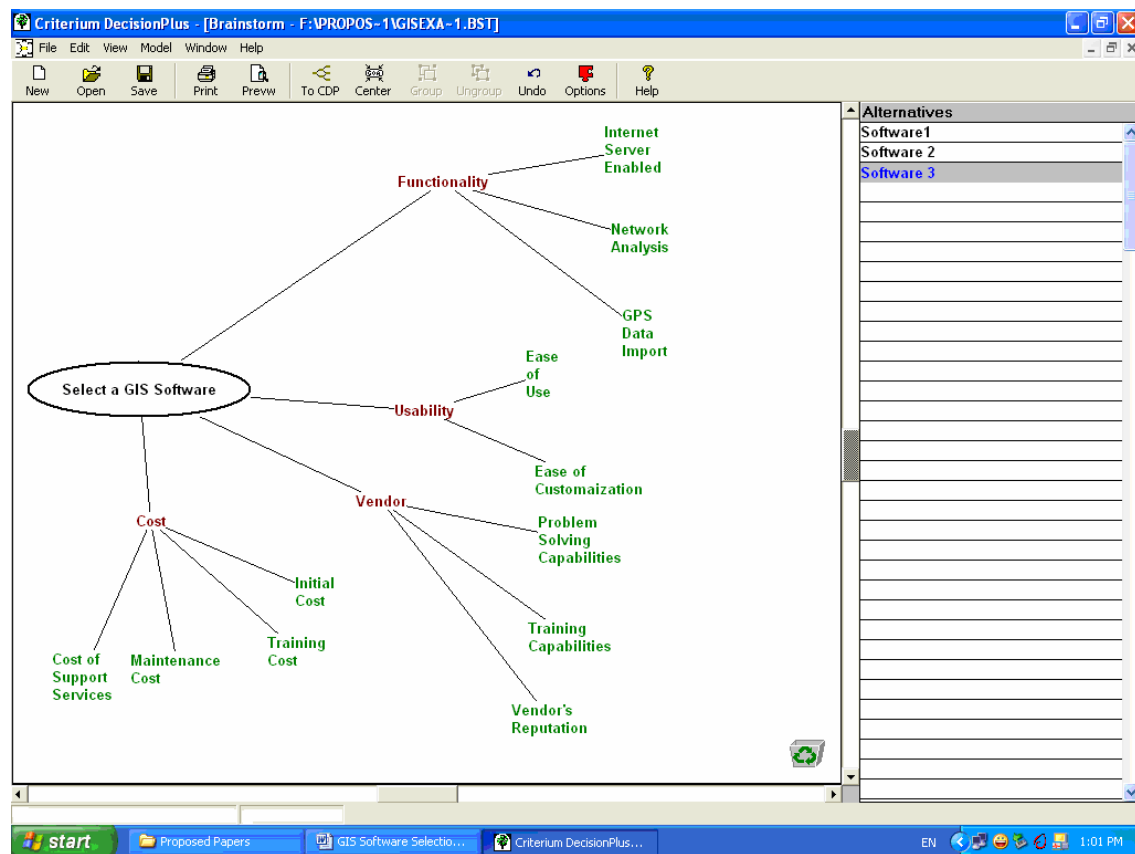 Criterium DecisionPlus - [Brainstorm - F:\PROPOS~1\GISEXA~1.BST]
File Edit View Model Window Help
New Open Save Print Prevw To CDP Center Group Ungroup Undo Options Help
Alternatives
Software1
Software 2
Software 3
Internet
Server
Enabled
Functionality
Network
Analysis
GPS
Data
Import
Ease
of
Use
Select a GIS Software
Usability
Ease of
Customaization
Vendor
Cost
Problem
Solving
Capabilities
Initial
Cost
Training
Capabilities
Training
Cost
Cost of
Support
Services
Maintenance
Cost
Vendor's
Reputation
start
Proposed Papers
GIS Software Selectio...
Criterium DecisionPlus...
EN
1:01 PM